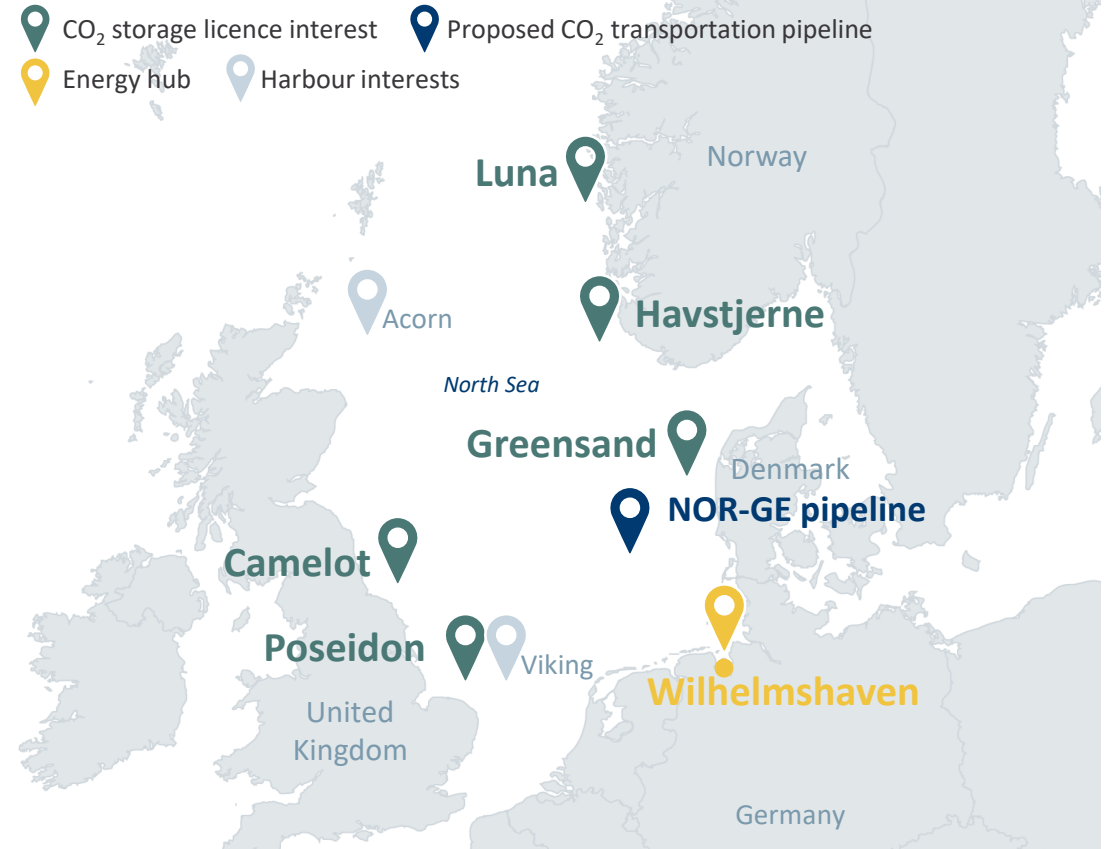 CO₂ storage licence interest
Proposed CO₂ transportation pipeline
Energy hub
Harbour interests
Norway
Luna
Havstjerne
Acorn
North Sea
Greensand
Denmark
NOR-GE pipeline
Camelot
Poseidon
Viking
Wilhelmshaven
United
Kingdom
Germany